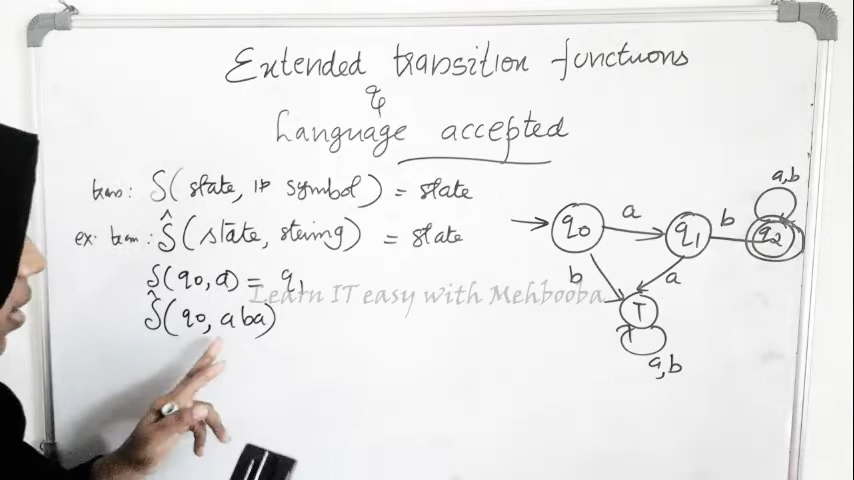 Extended transition functions
&
Language accepted
trans: δ(state, i/p symbol) = state
ex. tran: δ̂(state, string) = state
δ(q0, a) = q1
δ̂(q0, aba)
Learn IT easy with Mehbooba
q0 a q1 b q2 a,b
b a
T
a,b